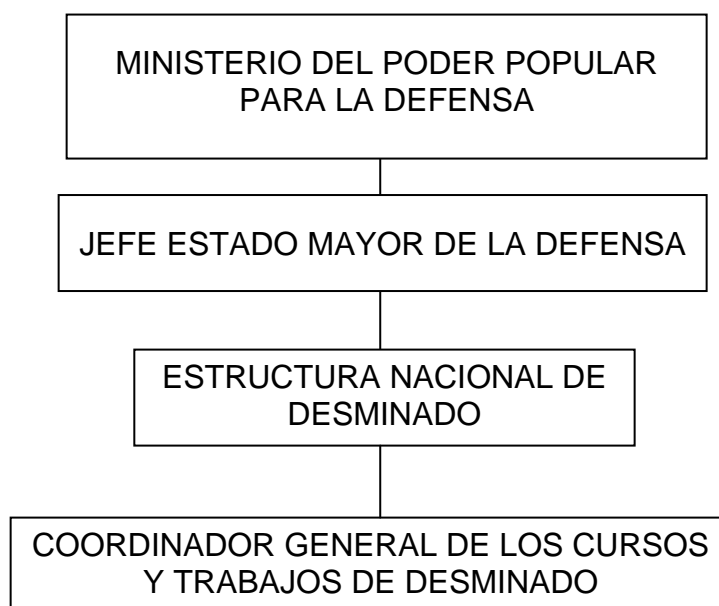 MINISTERIO DEL PODER POPULAR
PARA LA DEFENSA
JEFE ESTADO MAYOR DE LA DEFENSA
ESTRUCTURA NACIONAL DE
DESMINADO
COORDINADOR GENERAL DE LOS CURSOS
Y TRABAJOS DE DESMINADO